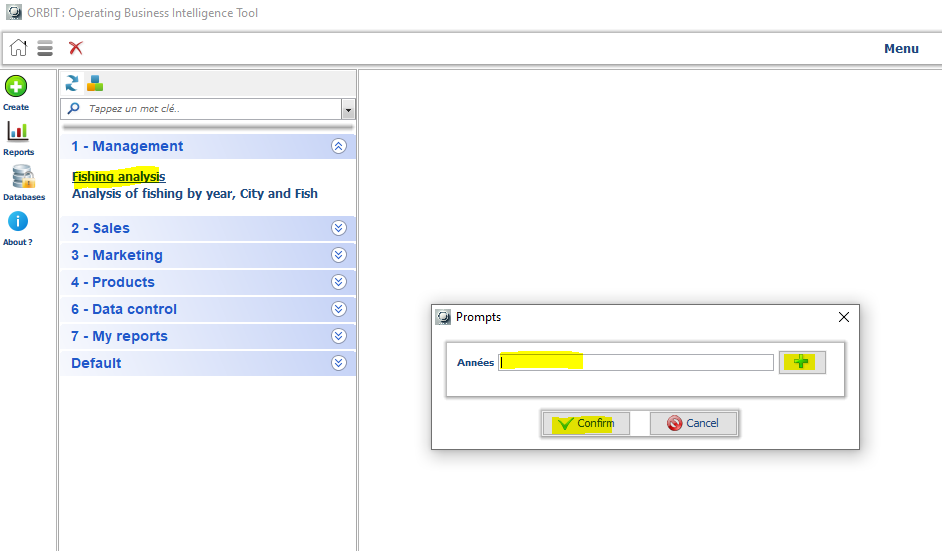 ORBIT : Operating Business Intelligence Tool
Menu
Create
Reports
Databases
About ?
Tappez un mot clé..
1 - Management
Fishing analysis
Analysis of fishing by year, City and Fish
2 - Sales
3 - Marketing
4 - Products
6 - Data control
7 - My reports
Default
Prompts
Années
Confirm
Cancel